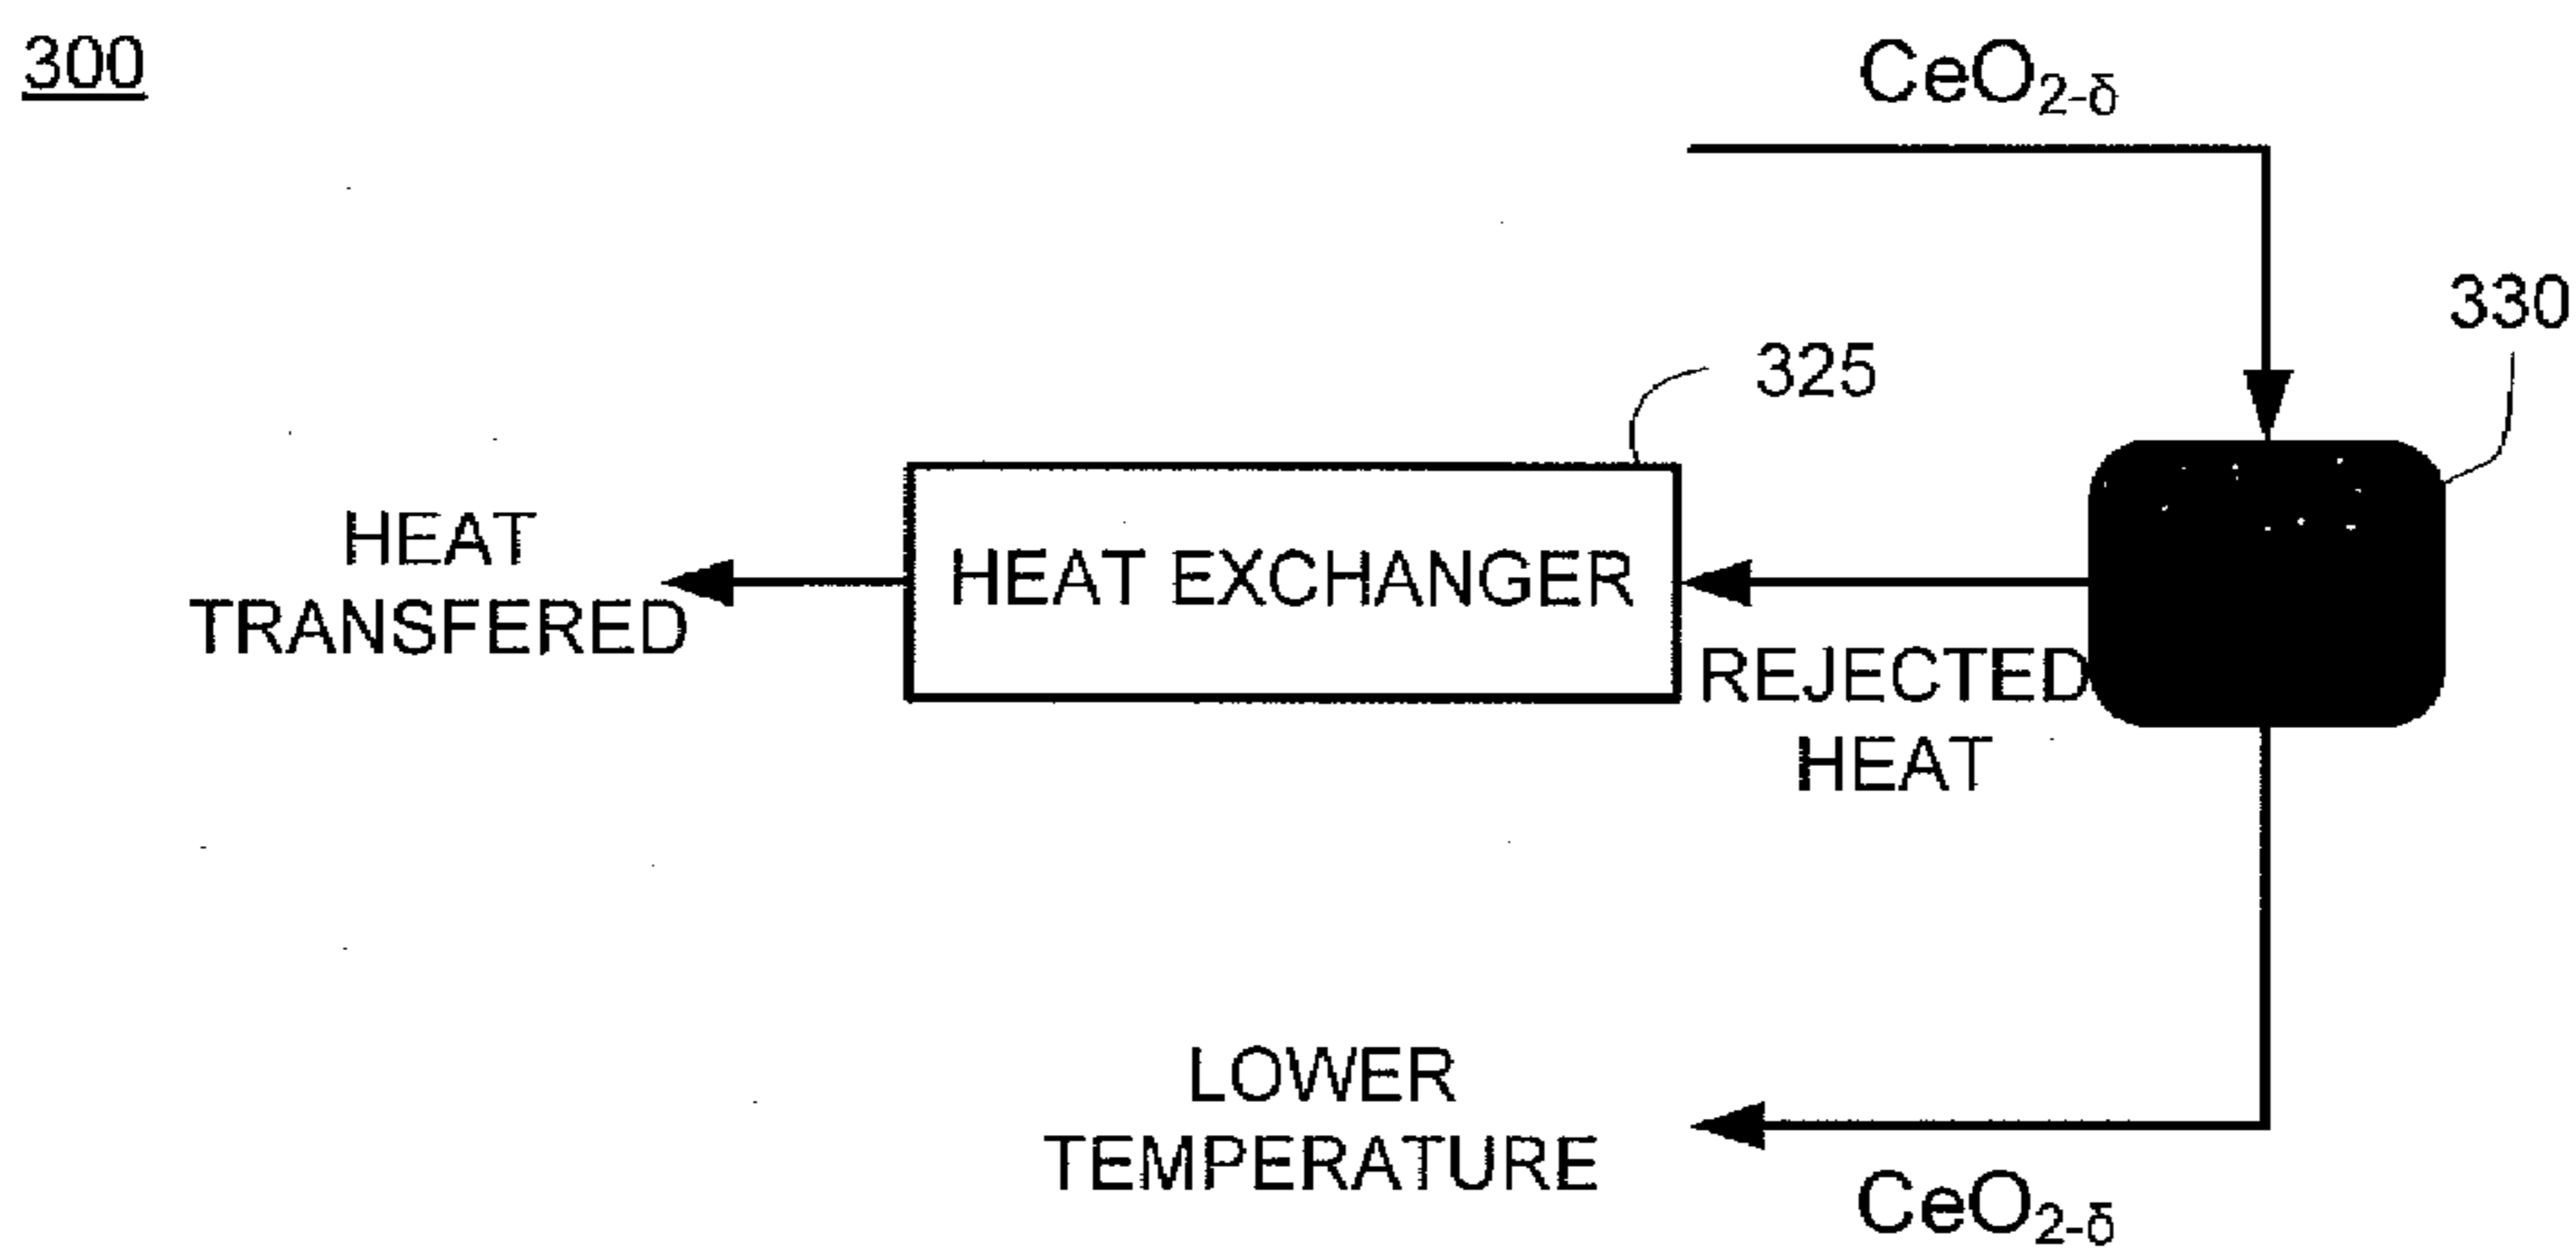 300
CeO2-δ
330
325
HEAT
TRANSFERED
HEAT EXCHANGER
REJECTED
HEAT
LOWER
TEMPERATURE
CeO2-δ